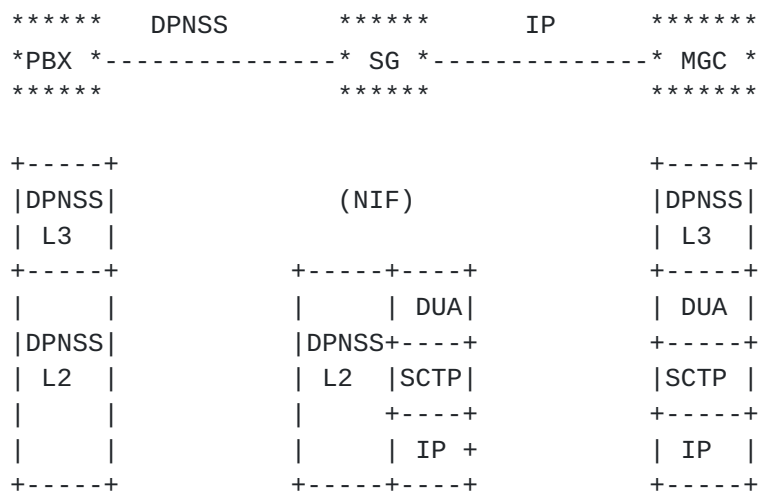 ******   DPNSS       ******      IP      *******
*PBX *---------------* SG *--------------* MGC *
******               ******              *******

+-----+                                  +-----+
|DPNSS|              (NIF)               |DPNSS|
| L3  |                                  | L3  |
+-----+           +-----+----+           +-----+
|     |           |     | DUA|           | DUA |
|DPNSS|           |DPNSS+----+           +-----+
| L2  |           | L2  |SCTP|           |SCTP |
|     |           |     +----+           +-----+
|     |           |     | IP +           | IP  |
+-----+           +-----+----+           +-----+